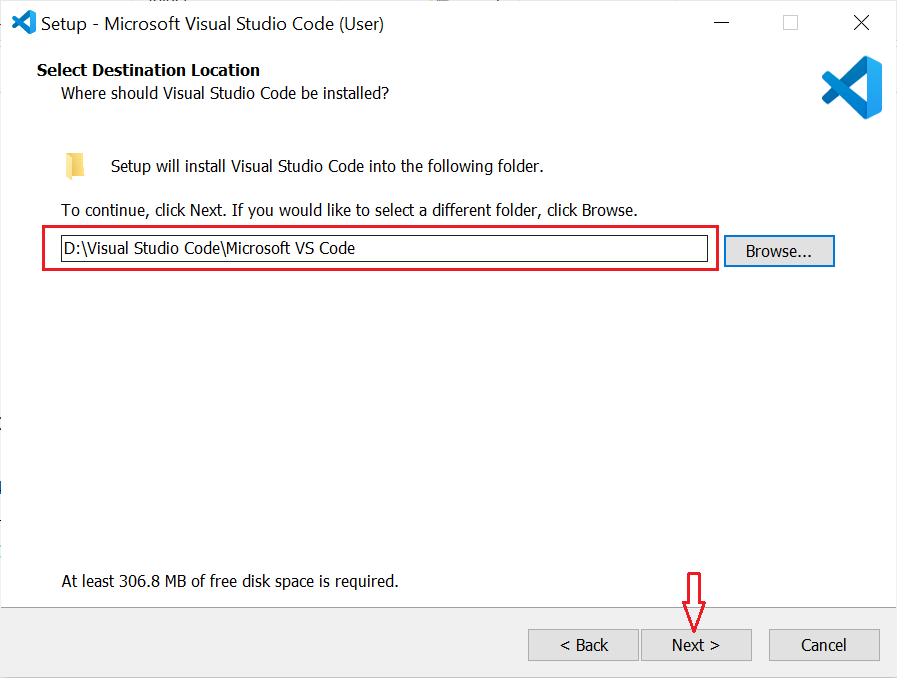 Setup - Microsoft Visual Studio Code (User)
Select Destination Location
Where should Visual Studio Code be installed?
Setup will install Visual Studio Code into the following folder.
To continue, click Next. If you would like to select a different folder, click Browse.
D:\Visual Studio Code\Microsoft VS Code
Browse...
At least 306.8 MB of free disk space is required.
< Back
Next >
Cancel